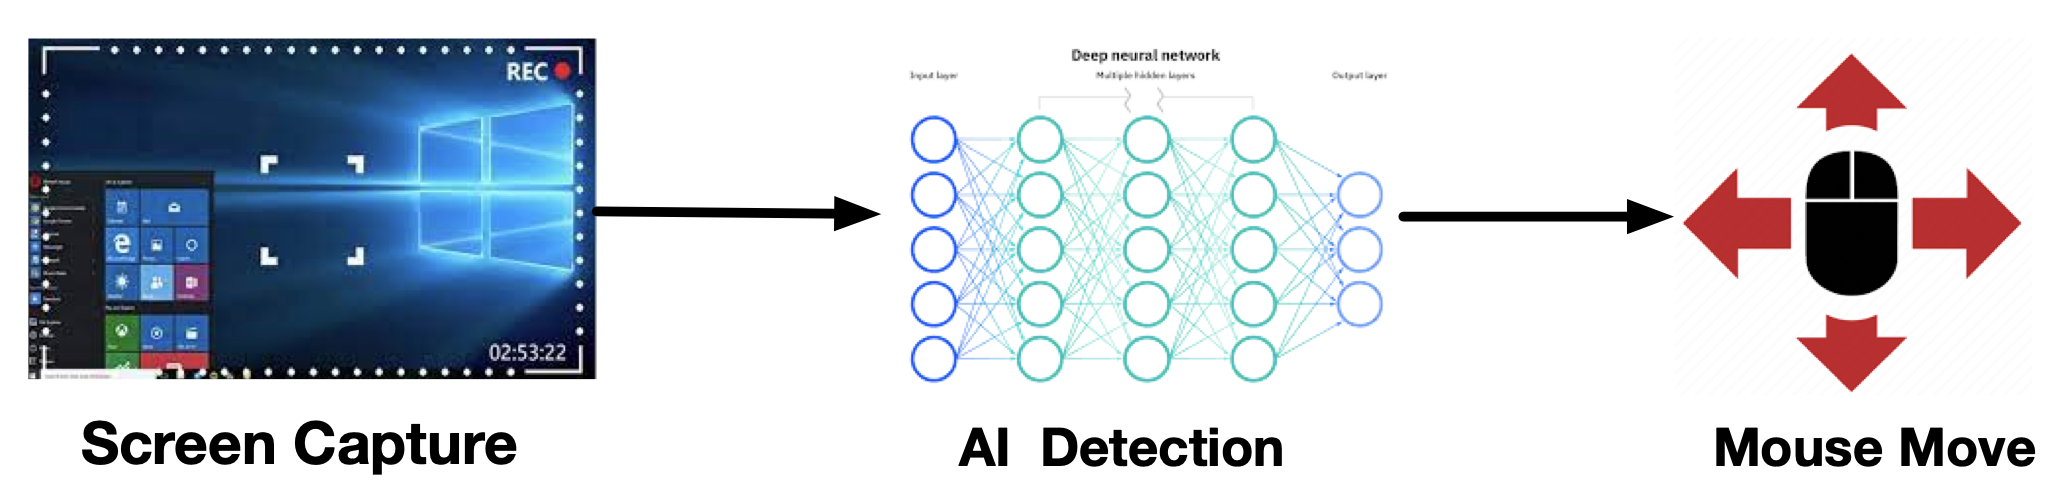 REC
02:53:22
Deep neural network
Input layer
Multiple hidden layers
Output layer
Screen Capture
AI Detection
Mouse Move